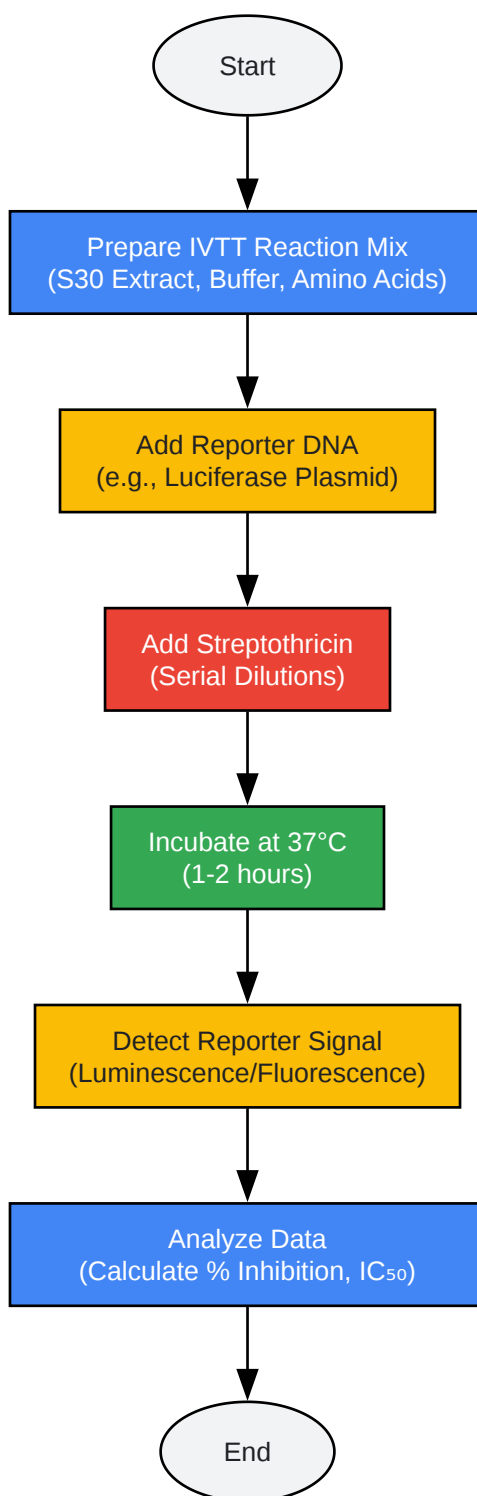 Start
Prepare IVTT Reaction Mix
(S30 Extract, Buffer, Amino Acids)
Add Reporter DNA
(e.g., Luciferase Plasmid)
Add Streptothricin
(Serial Dilutions)
Incubate at 37°C
(1-2 hours)
Detect Reporter Signal
(Luminescence/Fluorescence)
Analyze Data
(Calculate % Inhibition, IC₅₀)
End